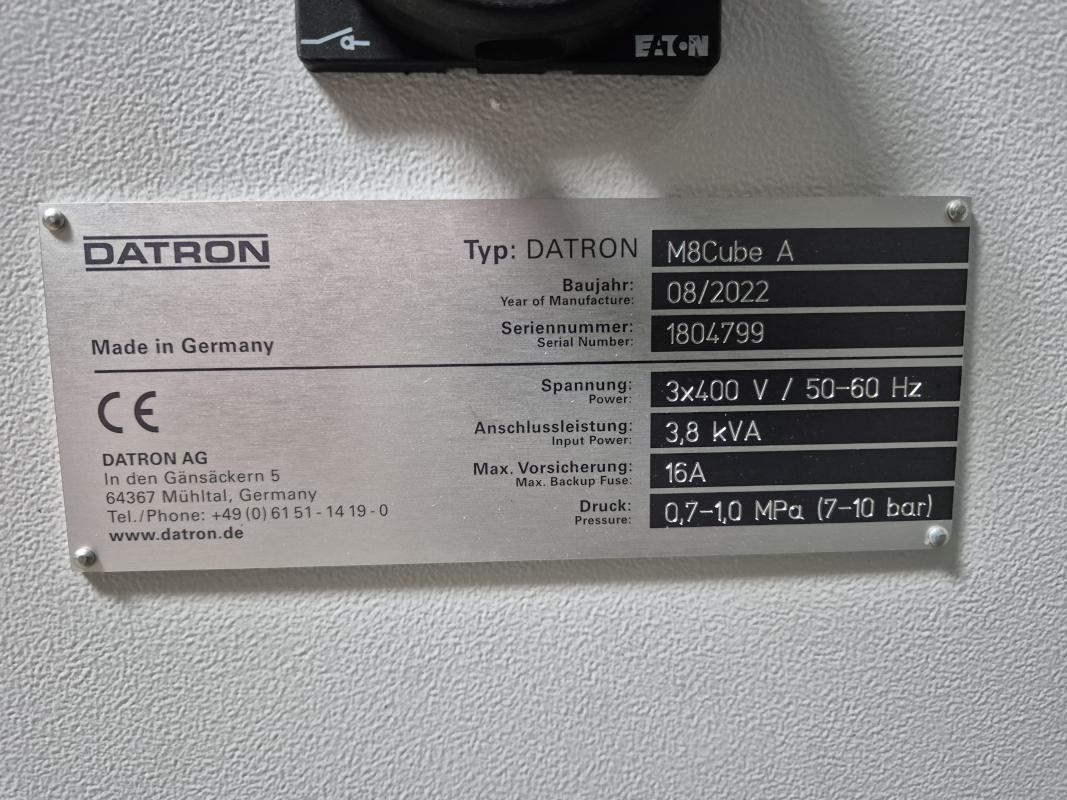 EATON
DATRON
Typ: DATRON M8Cube A
Baujahr: 08/2022
Year of Manufacture:
Seriennummer: 1804799
Serial Number:
Made in Germany
Spannung: 3x400 V / 50-60 Hz
Power:
Anschlussleistung: 3,8 kVA
Input Power:
Max. Vorsicherung: 16A
Max. Backup Fuse:
Druck: 0,7-1,0 MPa (7-10 bar)
Pressure:
CE
DATRON AG
In den Gänsäckern 5
64367 Mühltal, Germany
Tel./Phone: +49 (0) 61 51 - 14 19 - 0
www.datron.de